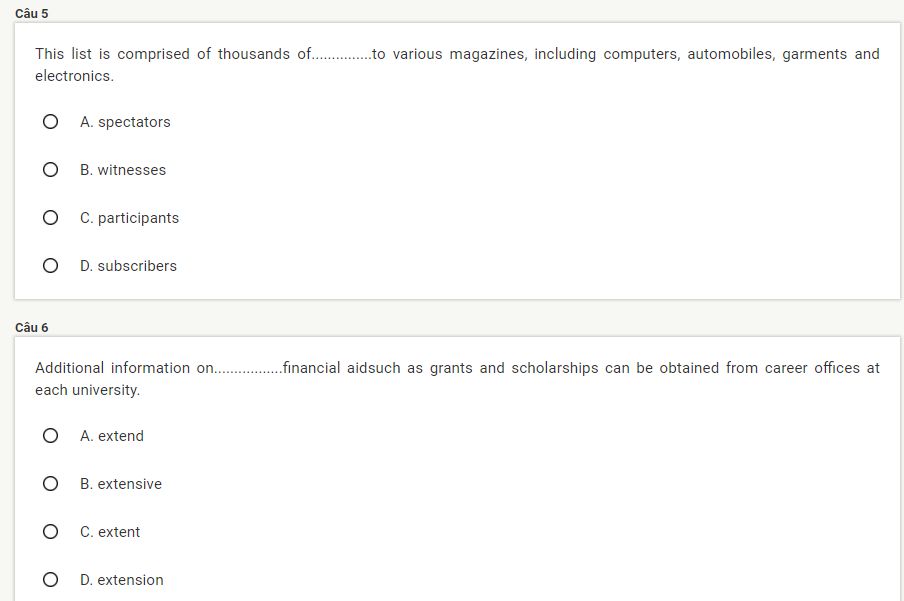 Câu 5
This list is comprised of thousands of...............to various magazines, including computers, automobiles, garments and
electronics.
A. spectators
B. witnesses
C. participants
D. subscribers
Câu 6
Additional information on.................financial aidsuch as grants and scholarships can be obtained from career offices at
each university.
A. extend
B. extensive
C. extent
D. extension